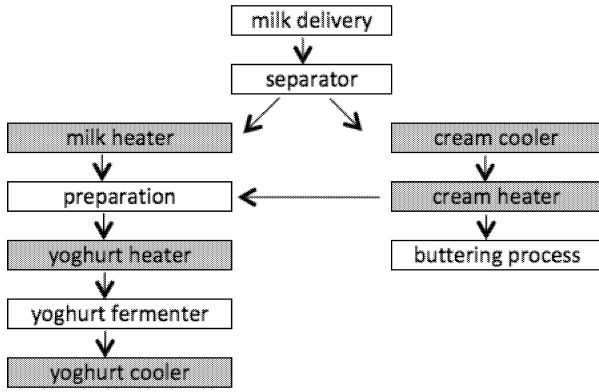 milk delivery
separator
milk heater
cream cooler
preparation
cream heater
yoghurt heater
buttering process
yoghurt fermenter
yoghurt cooler